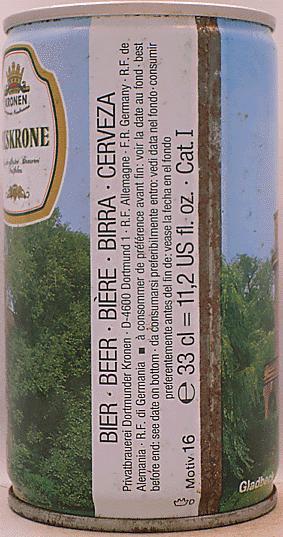 KRONEN
SKRONE
BIER · BEER · BIÈRE · BIRRA · CERVEZA
Privatbrauerei Dortmunder Kronen · D-4600 Dortmund 1 · R.F. Allemagne · F.R. Germany · R.F. de
Alemania · R.F. di Germania ■ à consommer de préférence avant fin: voir la date au fond · best
before end: see date on bottom · da consumarsi preferibilmente entro: vedi data nel fondo · consumir
preferentemente antes del fin de: vease la fecha en el fondo
Motiv 16 e 33 cl = 11,2 US fl. oz. · Cat. I
D
Gladbeck